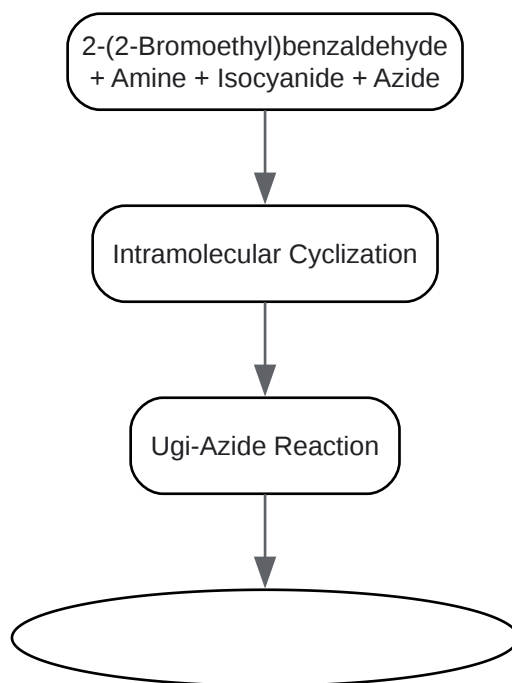 2-(2-Bromoethyl)benzaldehyde
+ Amine + Isocyanide + Azide
Intramolecular Cyclization
Ugi-Azide Reaction